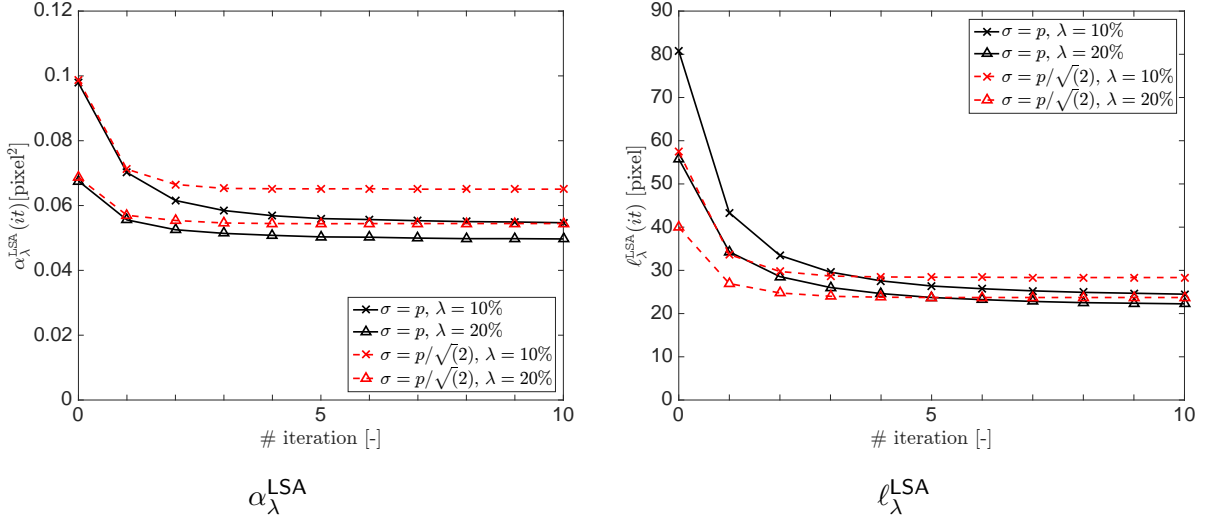 0.12
0.1
0.08
0.06
0.04
0.02
0
α_λ^LSA(it)[pixel²]
0 5 10
# iteration [-]
σ = p, λ = 10%
σ = p, λ = 20%
σ = p/√(2), λ = 10%
σ = p/√(2), λ = 20%
α_λ^LSA
90
80
70
60
50
40
30
20
10
0
ℓ_λ^LSA(it) [pixel]
0 5 10
# iteration [-]
σ = p, λ = 10%
σ = p, λ = 20%
σ = p/√(2), λ = 10%
σ = p/√(2), λ = 20%
ℓ_λ^LSA